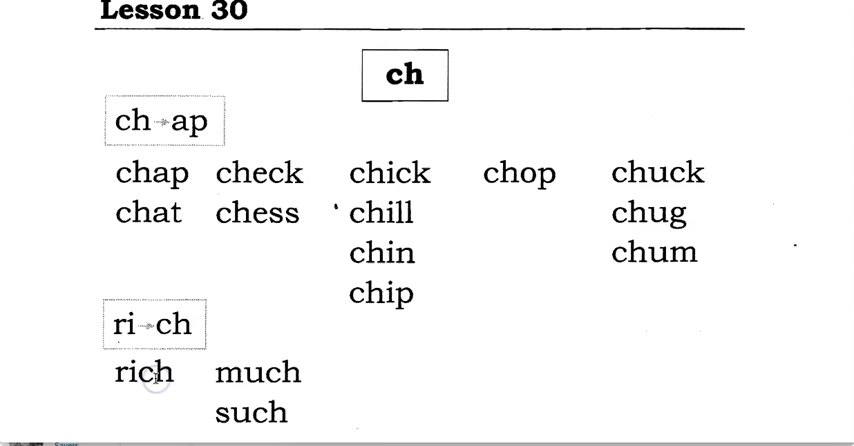 Lesson 30
ch
ch→ap
chap check chick chop chuck
chat chess chill chug
chin chum
chip
ri→ch
rich much
such